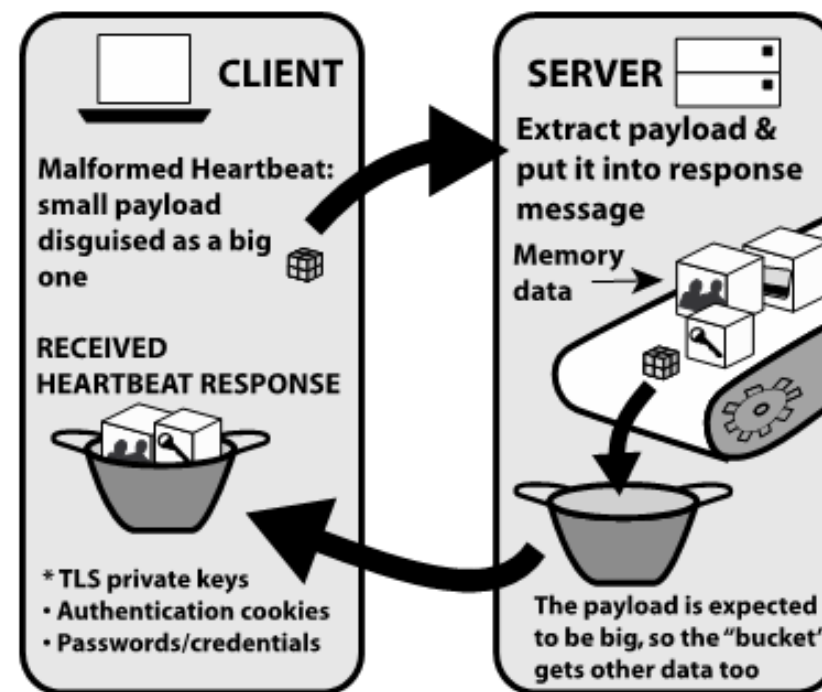 CLIENT
Malformed Heartbeat:
small payload
disguised as a big
one
RECEIVED
HEARTBEAT RESPONSE
* TLS private keys
• Authentication cookies
• Passwords/credentials
SERVER
Extract payload &
put it into response
message
Memory
data
The payload is expected
to be big, so the "bucket"
gets other data too